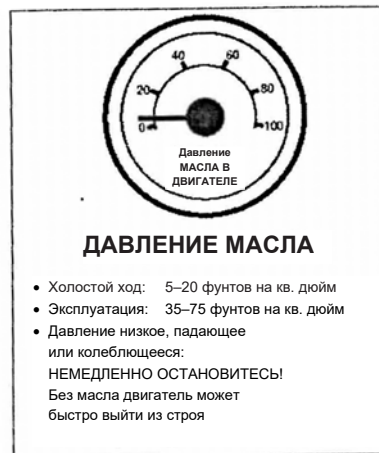 40 60
20 80
0 100
Давление
МАСЛА В
ДВИГАТЕЛЕ
ДАВЛЕНИЕ МАСЛА
• Холостой ход: 5–20 фунтов на кв. дюйм
• Эксплуатация: 35–75 фунтов на кв. дюйм
• Давление низкое, падающее
или колеблющееся:
НЕМЕДЛЕННО ОСТАНОВИТЕСЬ!
Без масла двигатель может
быстро выйти из строя